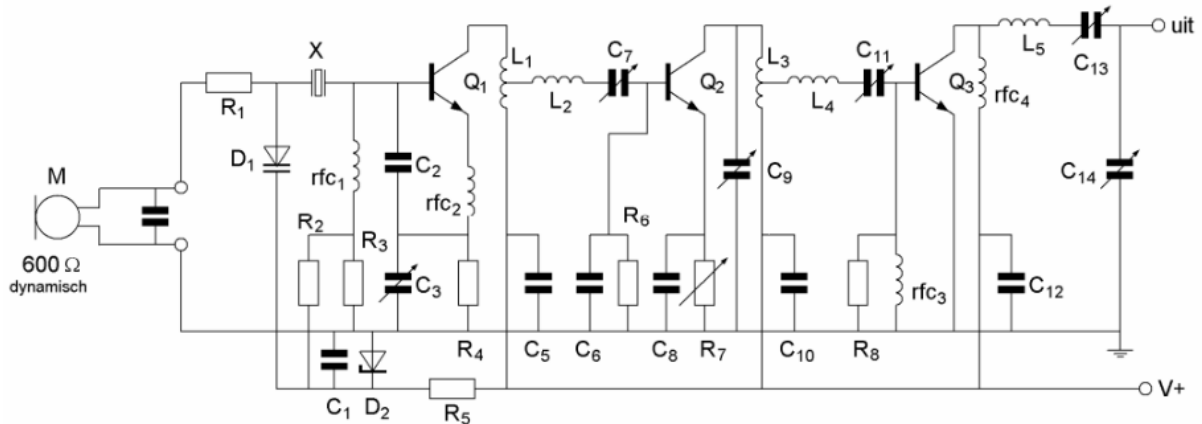 L₅
C₁₃
uit
X
L₁
C₇
L₃
C₁₁
Q₁
L₂
Q₂
L₄
Q₃
rfc₄
R₁
D₁
C₂
C₉
C₁₄
M
rfc₁
rfc₂
R₂
R₆
R₃
600 Ω
dynamisch
C₃
rfc₃
C₁₂
R₄
C₅
C₆
C₈
R₇
C₁₀
R₈
C₁
D₂
R₅
V+